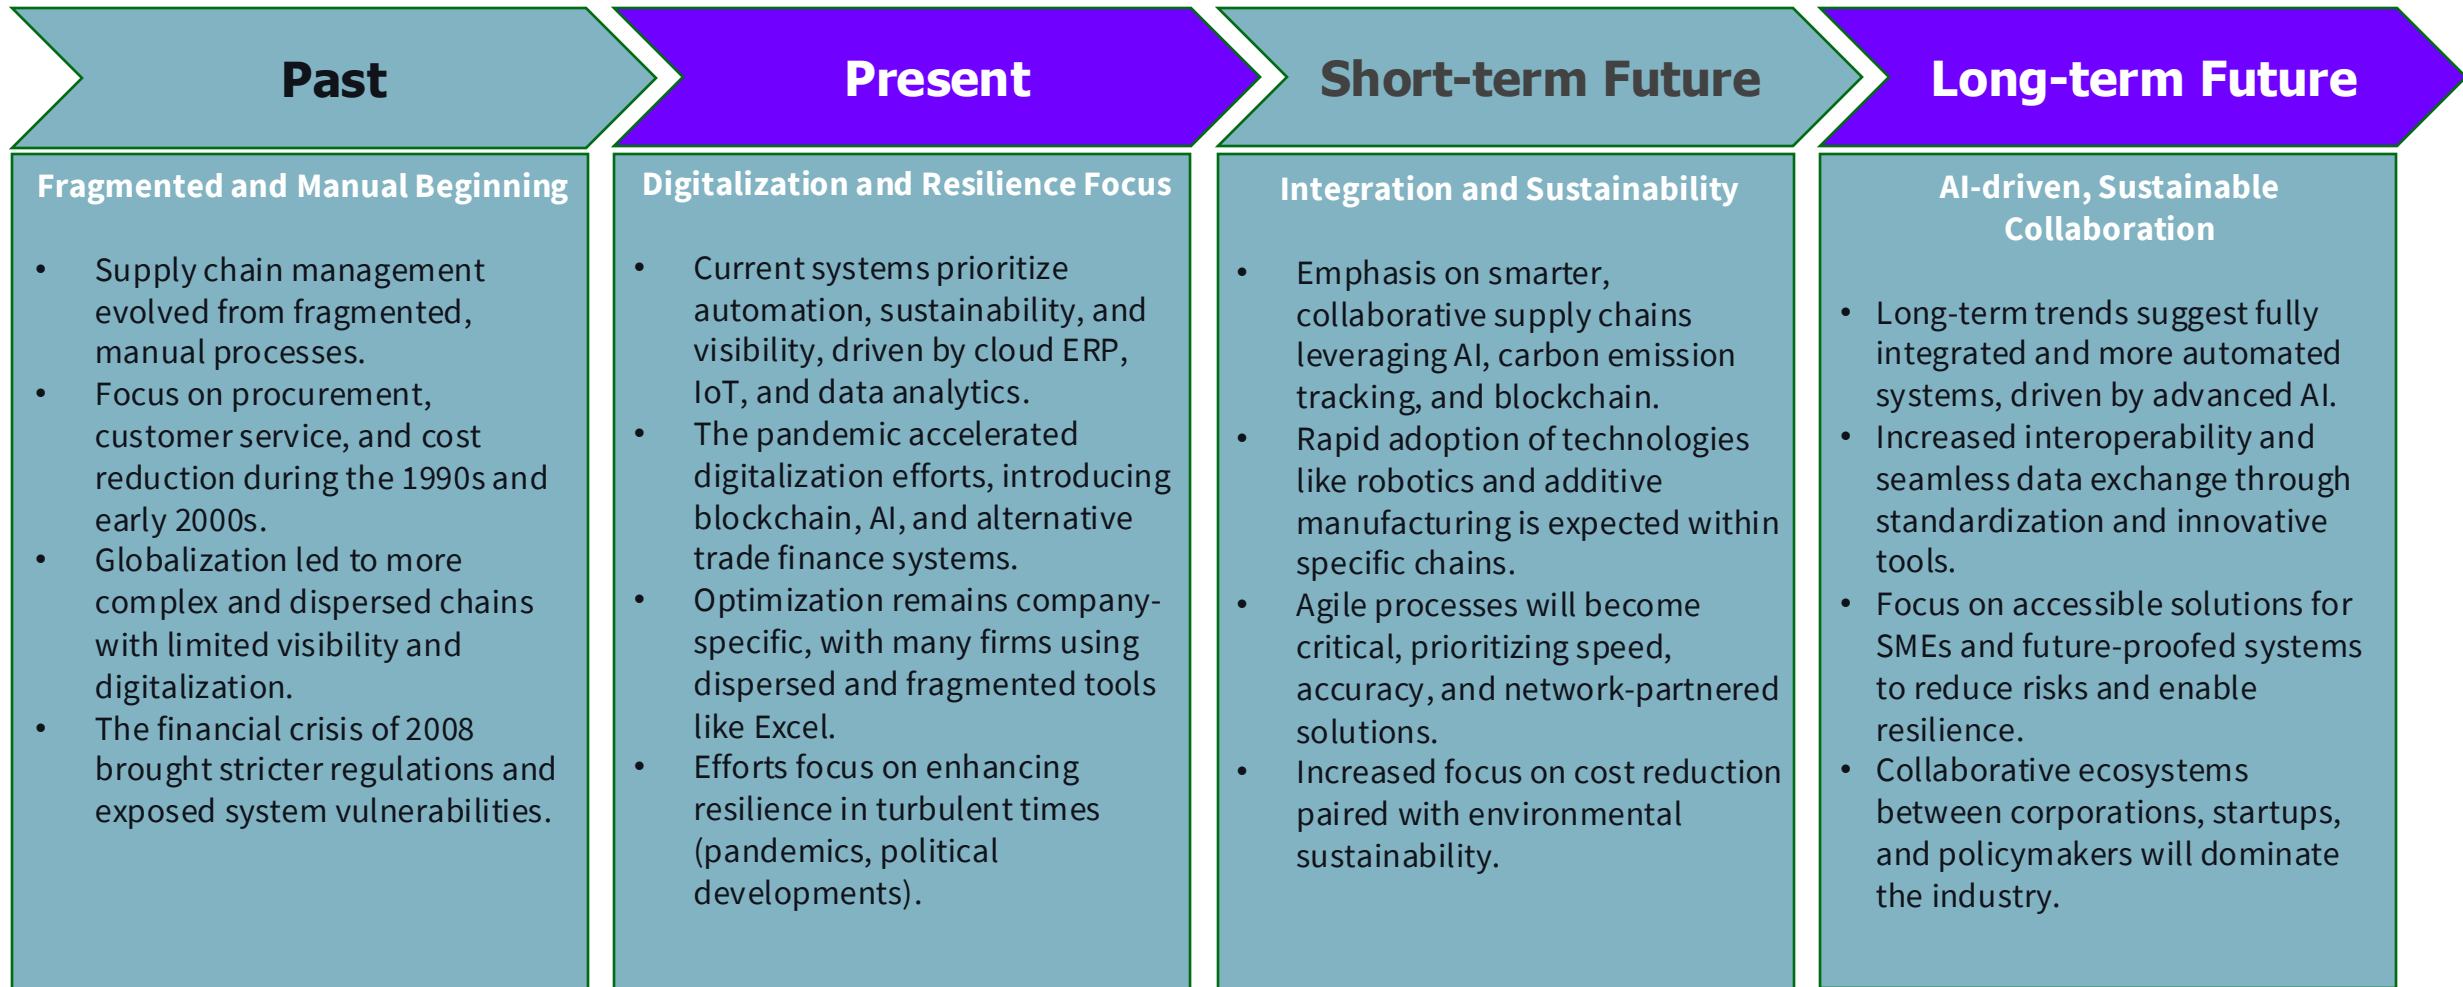 Past
Present
Short-term Future
Long-term Future
Fragmented and Manual Beginning
• Supply chain management
evolved from fragmented,
manual processes.
• Focus on procurement,
customer service, and cost
reduction during the 1990s and
early 2000s.
• Globalization led to more
complex and dispersed chains
with limited visibility and
digitalization.
• The financial crisis of 2008
brought stricter regulations and
exposed system vulnerabilities.
Digitalization and Resilience Focus
• Current systems prioritize
automation, sustainability, and
visibility, driven by cloud ERP,
IoT, and data analytics.
• The pandemic accelerated
digitalization efforts, introducing
blockchain, AI, and alternative
trade finance systems.
• Optimization remains company-
specific, with many firms using
dispersed and fragmented tools
like Excel.
• Efforts focus on enhancing
resilience in turbulent times
(pandemics, political
developments).
Integration and Sustainability
• Emphasis on smarter,
collaborative supply chains
leveraging AI, carbon emission
tracking, and blockchain.
• Rapid adoption of technologies
like robotics and additive
manufacturing is expected within
specific chains.
• Agile processes will become
critical, prioritizing speed,
accuracy, and network-partnered
solutions.
• Increased focus on cost reduction
paired with environmental
sustainability.
AI-driven, Sustainable
Collaboration
• Long-term trends suggest fully
integrated and more automated
systems, driven by advanced AI.
• Increased interoperability and
seamless data exchange through
standardization and innovative
tools.
• Focus on accessible solutions for
SMEs and future-proofed systems
to reduce risks and enable
resilience.
• Collaborative ecosystems
between corporations, startups,
and policymakers will dominate
the industry.